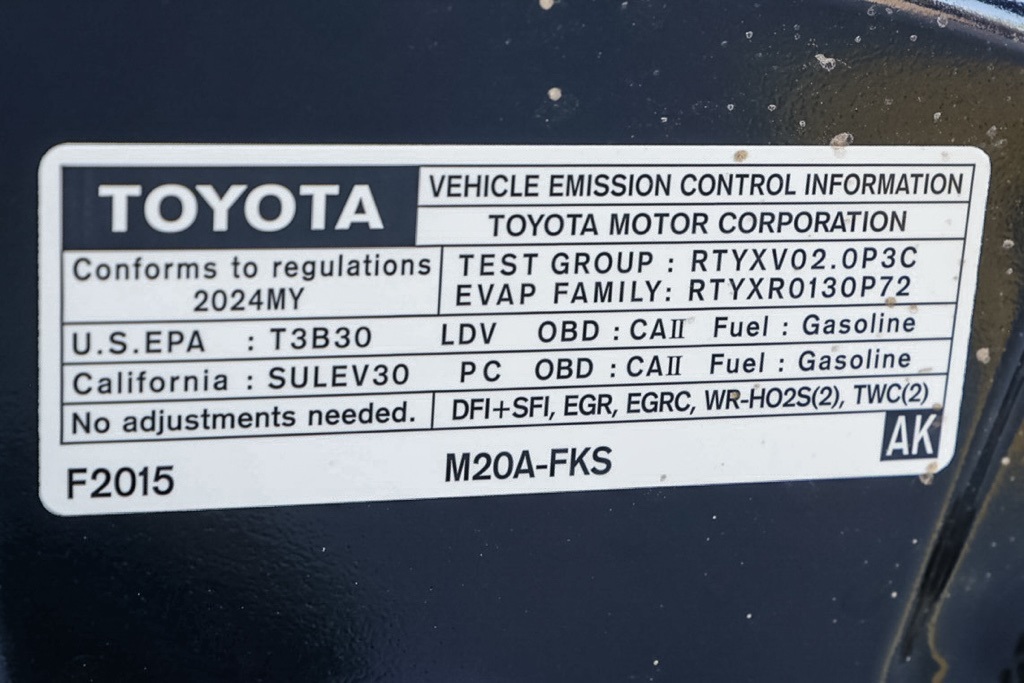 TOYOTA
VEHICLE EMISSION CONTROL INFORMATION
TOYOTA MOTOR CORPORATION
Conforms to regulations
2024MY
TEST GROUP : RTYXV02.0P3C
EVAP FAMILY: RTYXR0130P72
U.S.EPA : T3B30 LDV OBD : CAII Fuel : Gasoline
California : SULEV30 PC OBD : CAII Fuel : Gasoline
No adjustments needed. DFI+SFI, EGR, EGRC, WR-HO2S(2), TWC(2)
AK
F2015 M20A-FKS